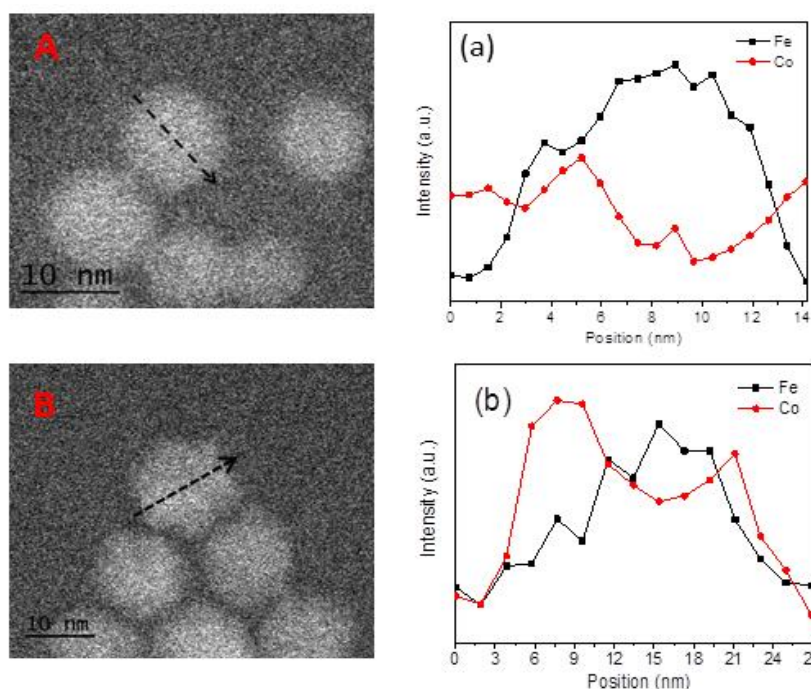 A
10 nm
(a)
Fe
Co
Intensity (a.u.)
0 2 4 6 8 10 12 14
Position (nm)
B
10 nm
(b)
Fe
Co
Intensity (a.u.)
0 3 6 9 12 15 18 21 24
Position (nm)